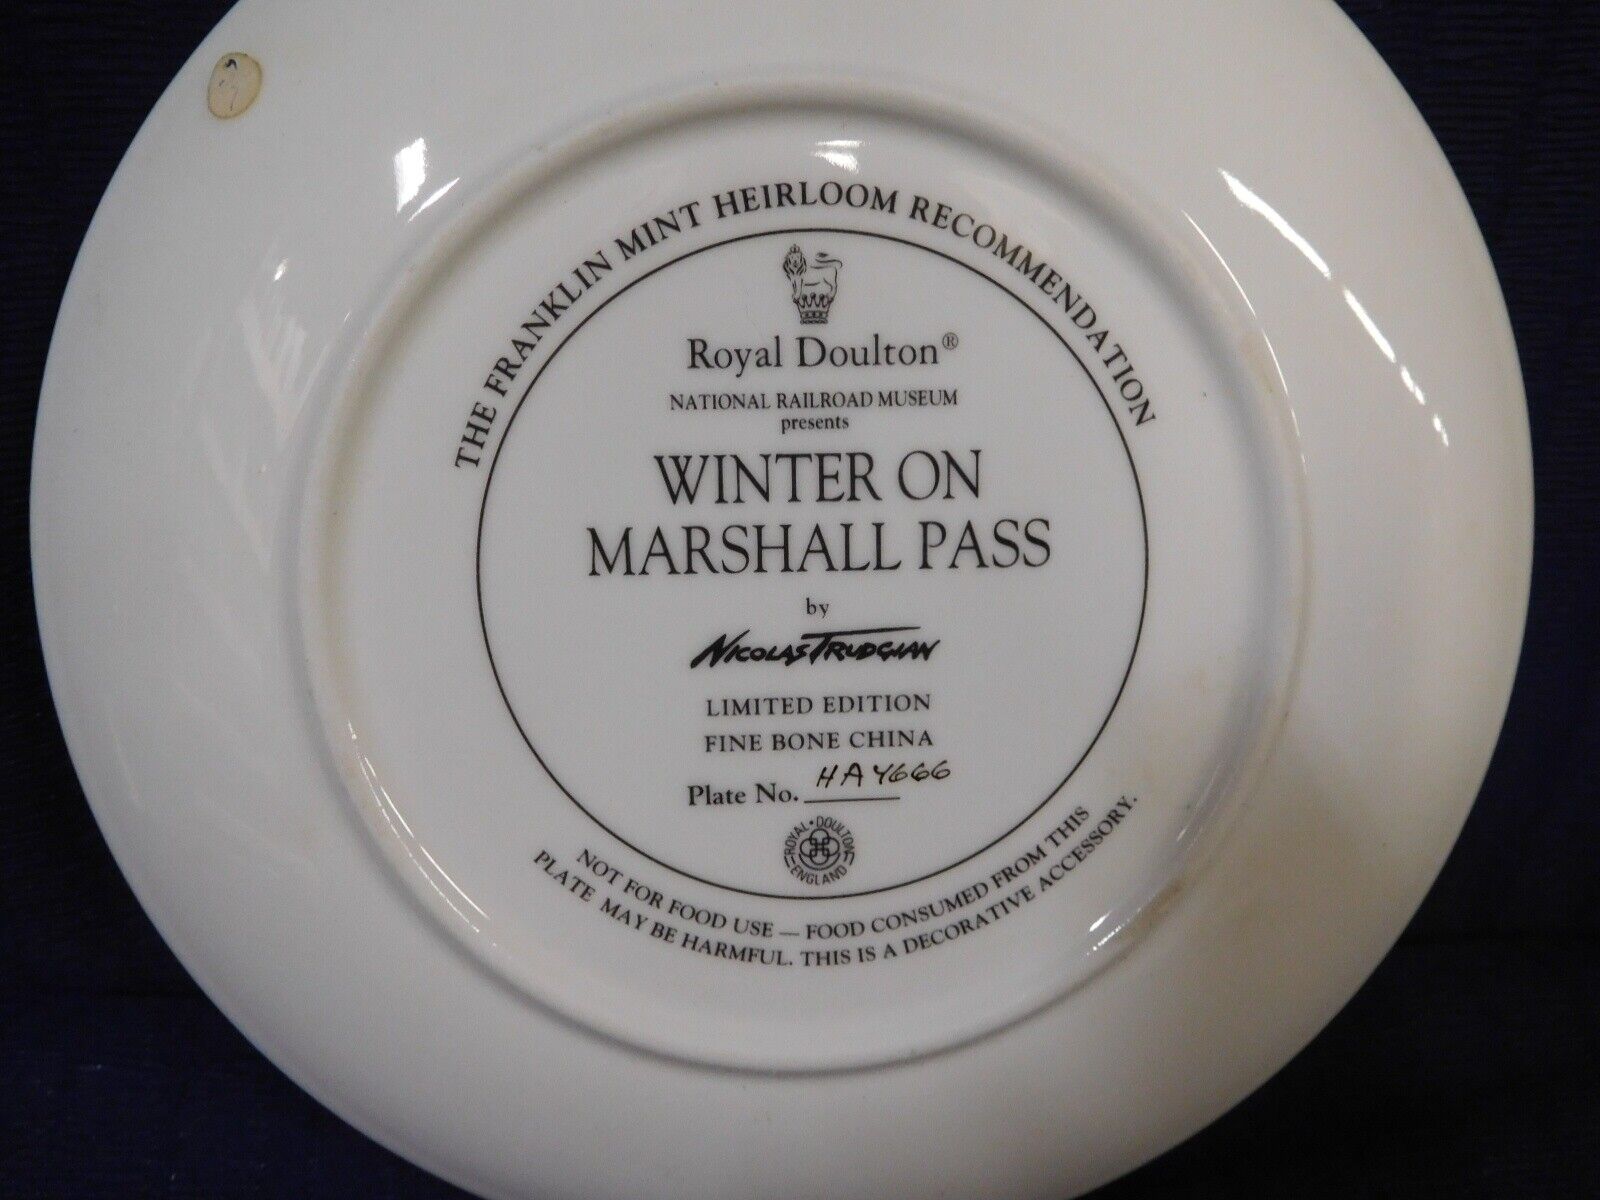 THE FRANKLIN MINT HEIRLOOM RECOMMENDATION
Royal Doulton®
NATIONAL RAILROAD MUSEUM
presents
WINTER ON
MARSHALL PASS
by
NICOLAS TRUDGIAN
LIMITED EDITION
FINE BONE CHINA
Plate No. HA4666
ROYAL • DOULTON
ENGLAND
NOT FOR FOOD USE — FOOD CONSUMED FROM THIS
PLATE MAY BE HARMFUL. THIS IS A DECORATIVE ACCESSORY.